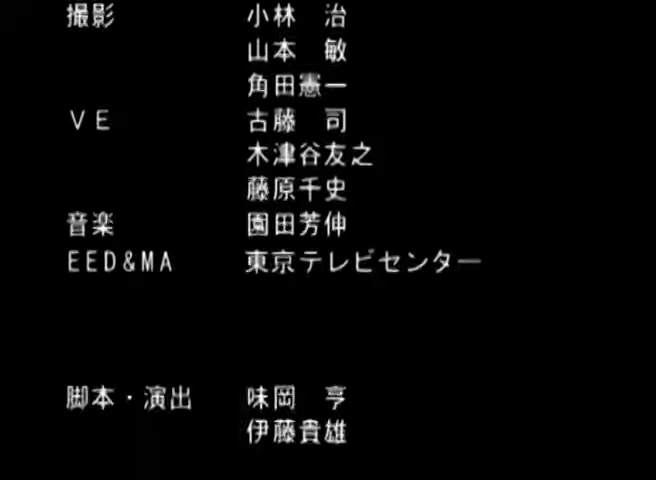 撮影 小林 治
山本 敏
角田憲一
VE 古藤 司
木津谷友之
藤原千史
音楽 園田芳伸
EED&MA 東京テレビセンター
脚本・演出 味岡 亨
伊藤貴雄